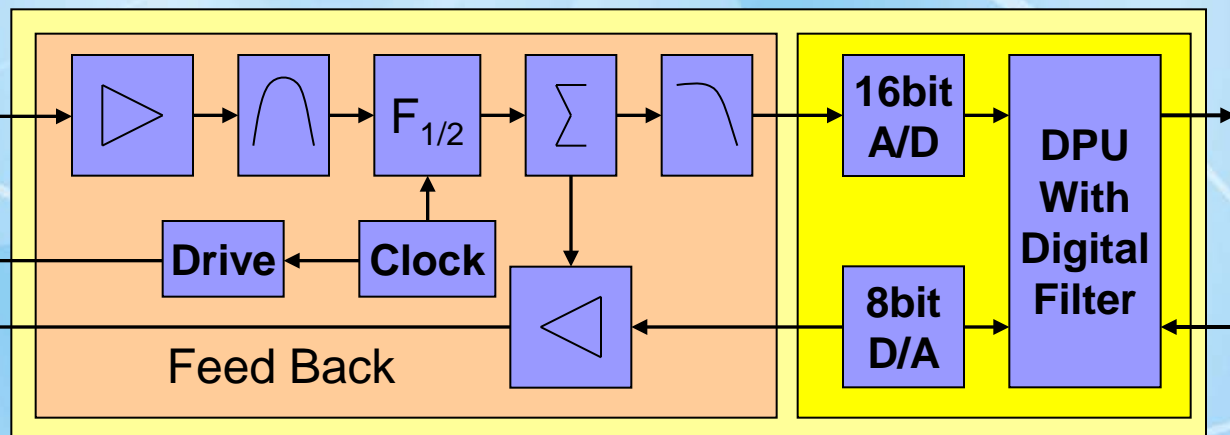 F1/2
Σ
16bit
A/D
DPU
With
Digital
Filter
Drive
Clock
8bit
D/A
Feed Back